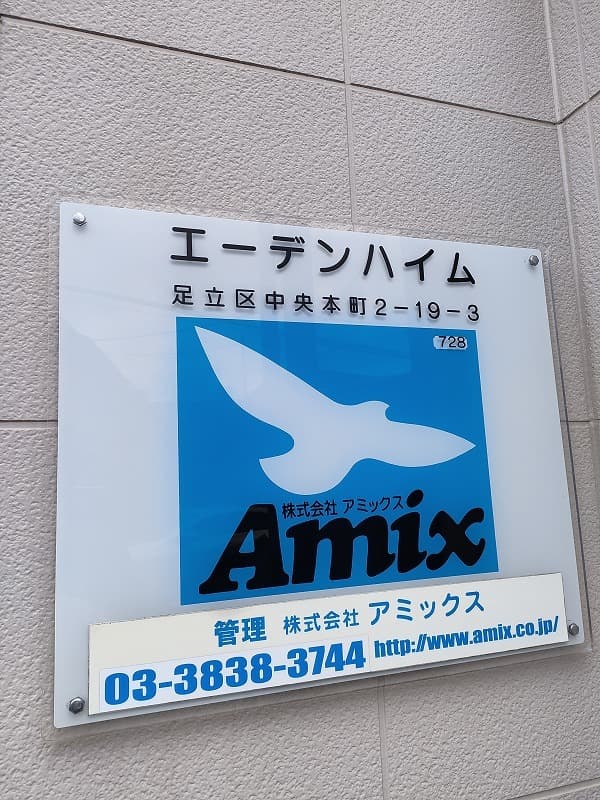 エーデンハイム
足立区中央本町2-19-3
728
株式会社 アミックス
Amix
管理 株式会社 アミックス
03-3838-3744 http://www.amix.co.jp/